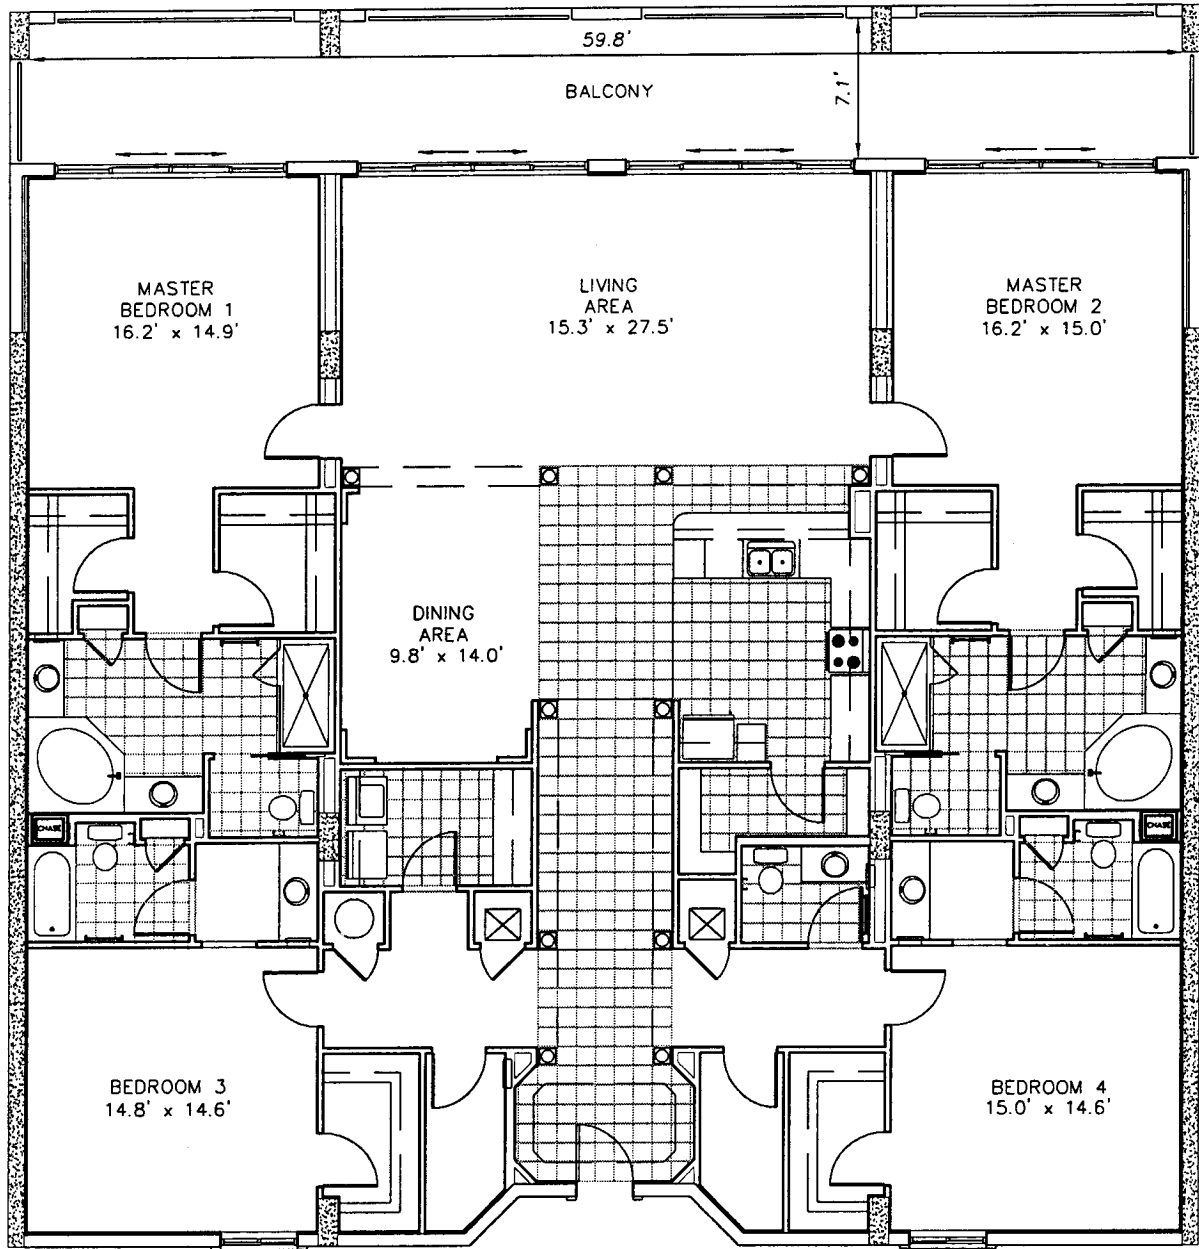 59.8'
BALCONY
7.1'
MASTER
BEDROOM 1
16.2' x 14.9'
LIVING
AREA
15.3' x 27.5'
MASTER
BEDROOM 2
16.2' x 15.0'
DINING
AREA
9.8' x 14.0'
CHASE
CHASE
BEDROOM 3
14.8' x 14.6'
BEDROOM 4
15.0' x 14.6'